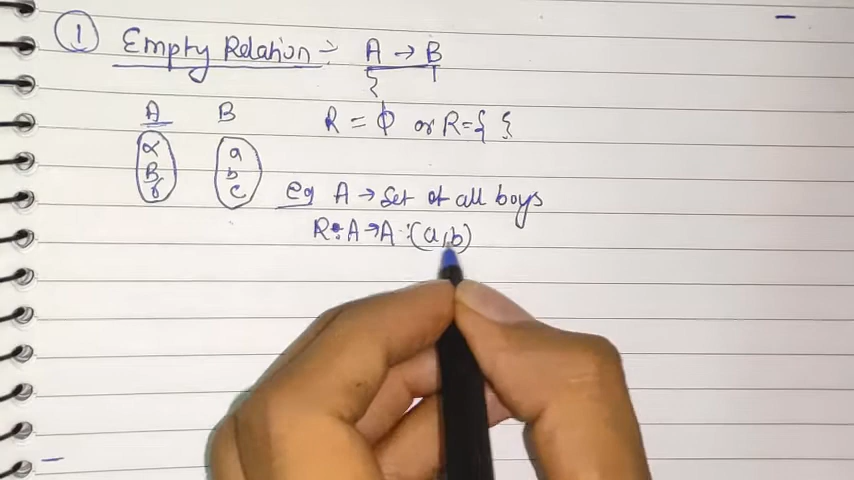 ① Empty Relation :- A → B
}
A B R = ϕ or R={ }
α a
β b
γ c
eg A → Set of all boys
R : A → A : (a,b)